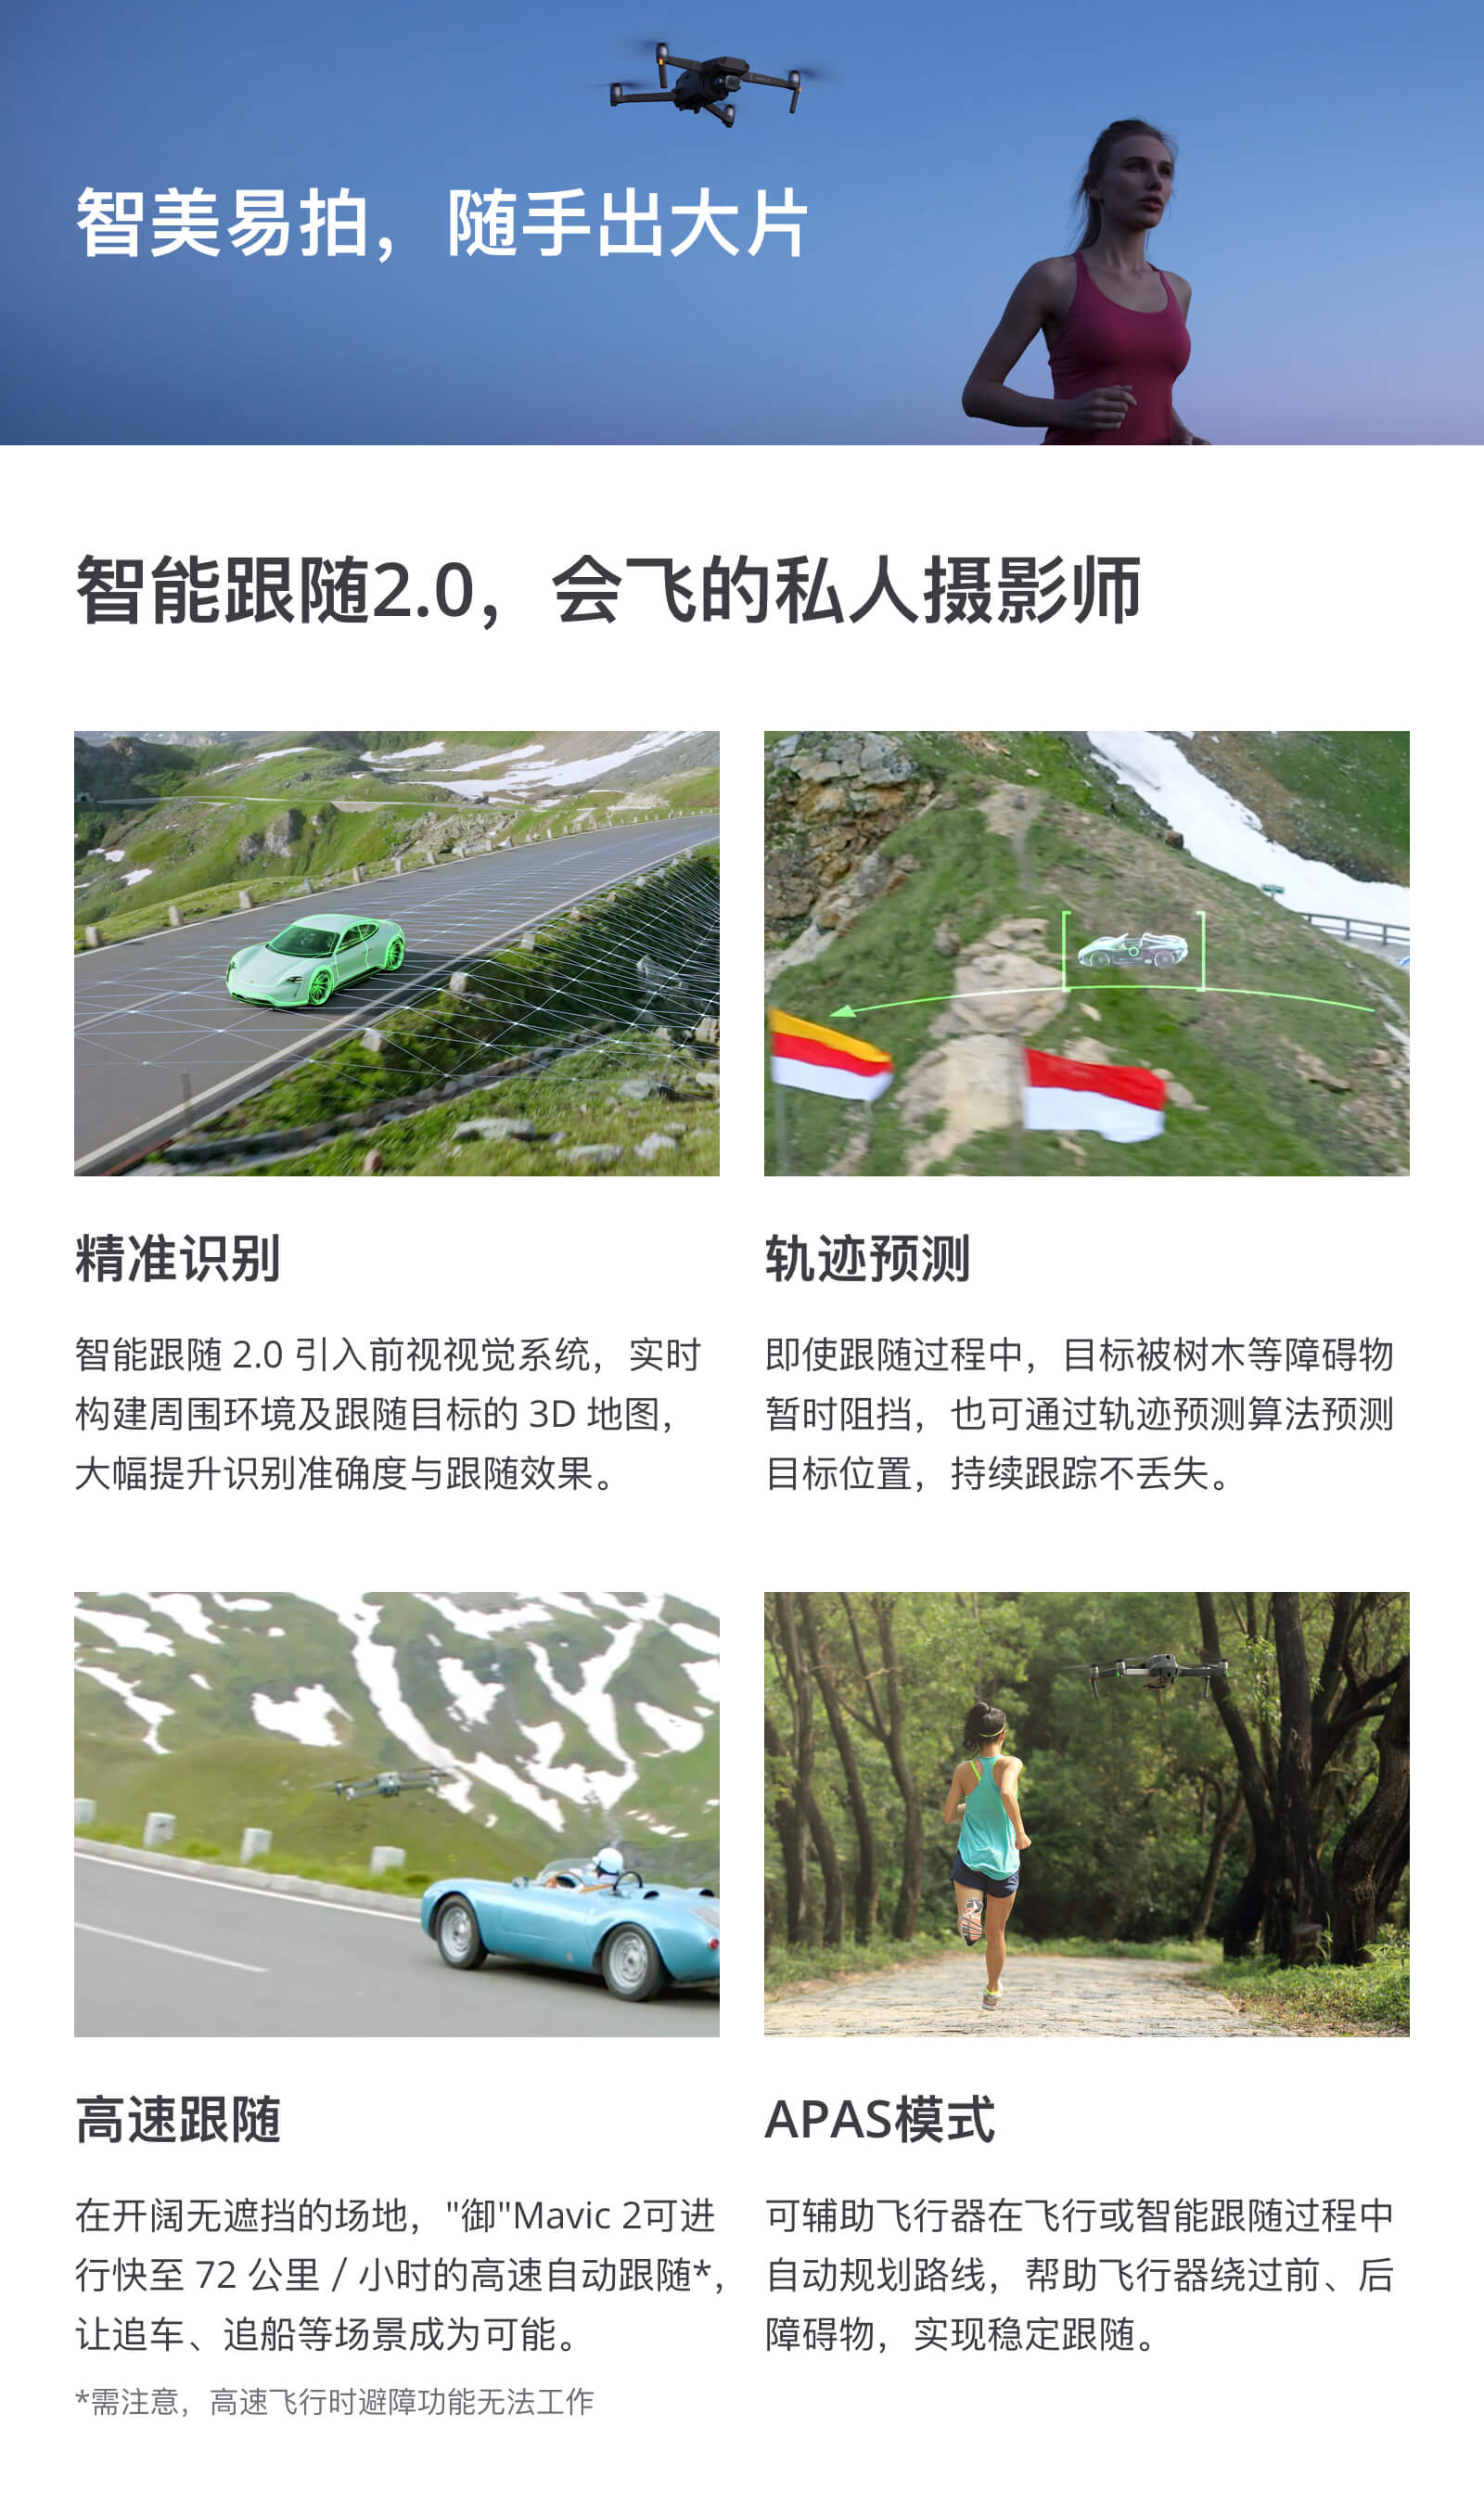 智美易拍，随手出大片
智能跟随2.0，会飞的私人摄影师
精准识别
智能跟随 2.0 引入前视视觉系统，实时
构建周围环境及跟随目标的 3D 地图，
大幅提升识别准确度与跟随效果。
轨迹预测
即使跟随过程中，目标被树木等障碍物
暂时阻挡，也可通过轨迹预测算法预测
目标位置，持续跟踪不丢失。
高速跟随
在开阔无遮挡的场地，"御"Mavic 2可进
行快至 72 公里 / 小时的高速自动跟随*，
让追车、追船等场景成为可能。
*需注意，高速飞行时避障功能无法工作
APAS模式
可辅助飞行器在飞行或智能跟随过程中
自动规划路线，帮助飞行器绕过前、后
障碍物，实现稳定跟随。